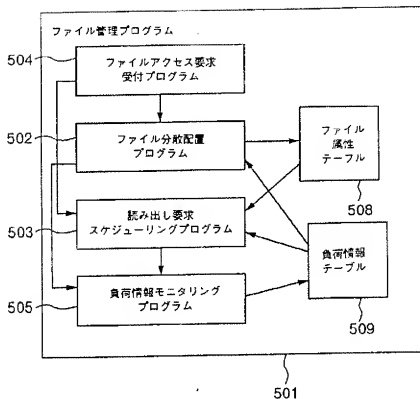 ファイル管理プログラム
504
ファイルアクセス要求
受付プログラム
502
ファイル分散配置
プログラム
ファイル
属性
テーブル
508
503
読み出し要求
スケジューリングプログラム
負荷情報
テーブル
509
505
負荷情報モニタリング
プログラム
501